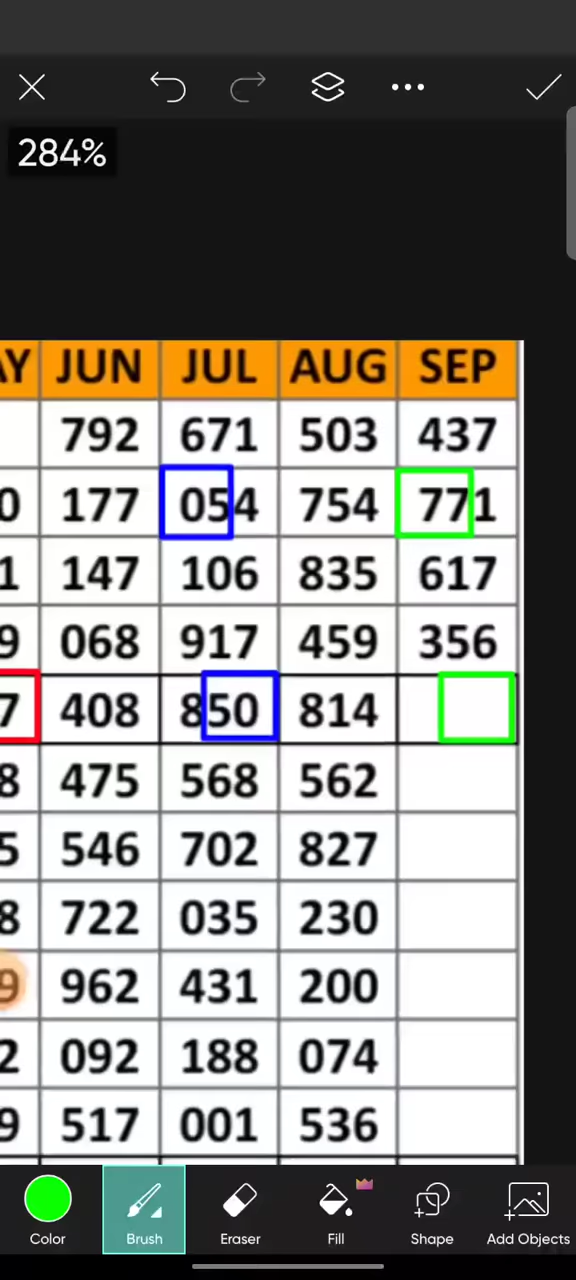 284%
AY JUN JUL AUG SEP
792 671 503 437
0 177 054 754 771
1 147 106 835 617
9 068 917 459 356
7 408 850 814
8 475 568 562
5 546 702 827
8 722 035 230
9 962 431 200
2 092 188 074
9 517 001 536
Color Brush Eraser Fill Shape Add Objects